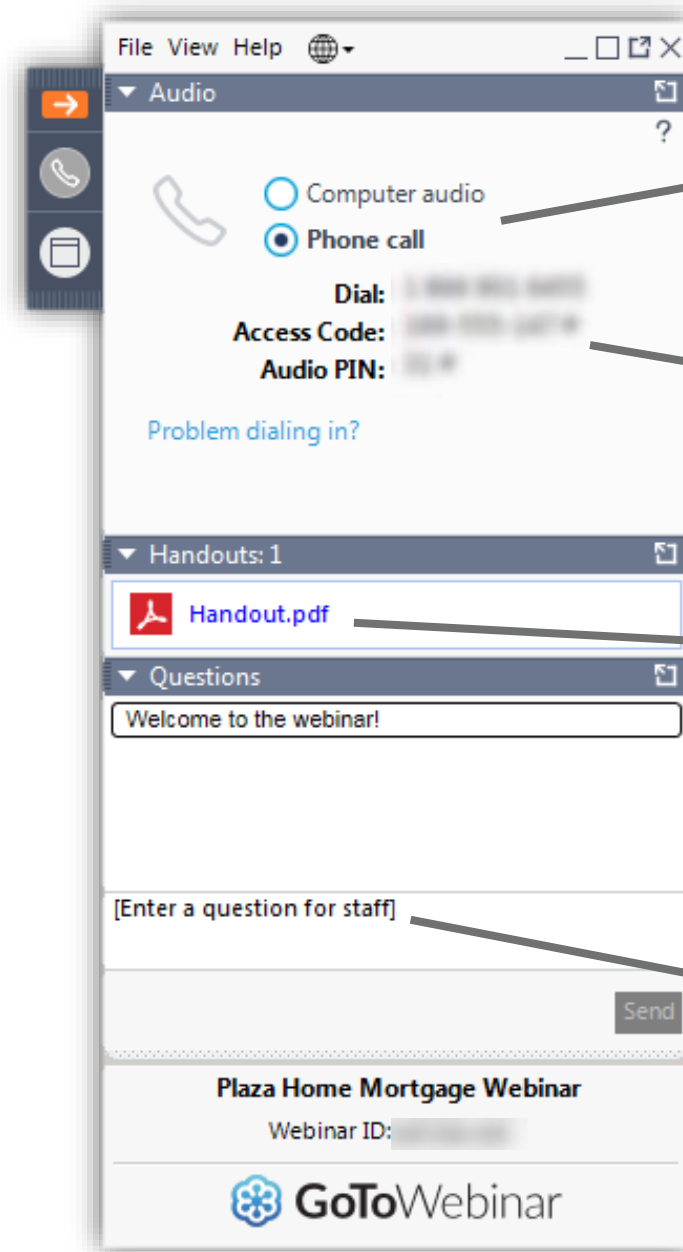 File View Help
Audio
?
Computer audio
Phone call
Dial:
Access Code:
Audio PIN:
Problem dialing in?
Handouts: 1
Handout.pdf
Questions
Welcome to the webinar!
[Enter a question for staff]
Send
Plaza Home Mortgage Webinar
Webinar ID:
GoToWebinar